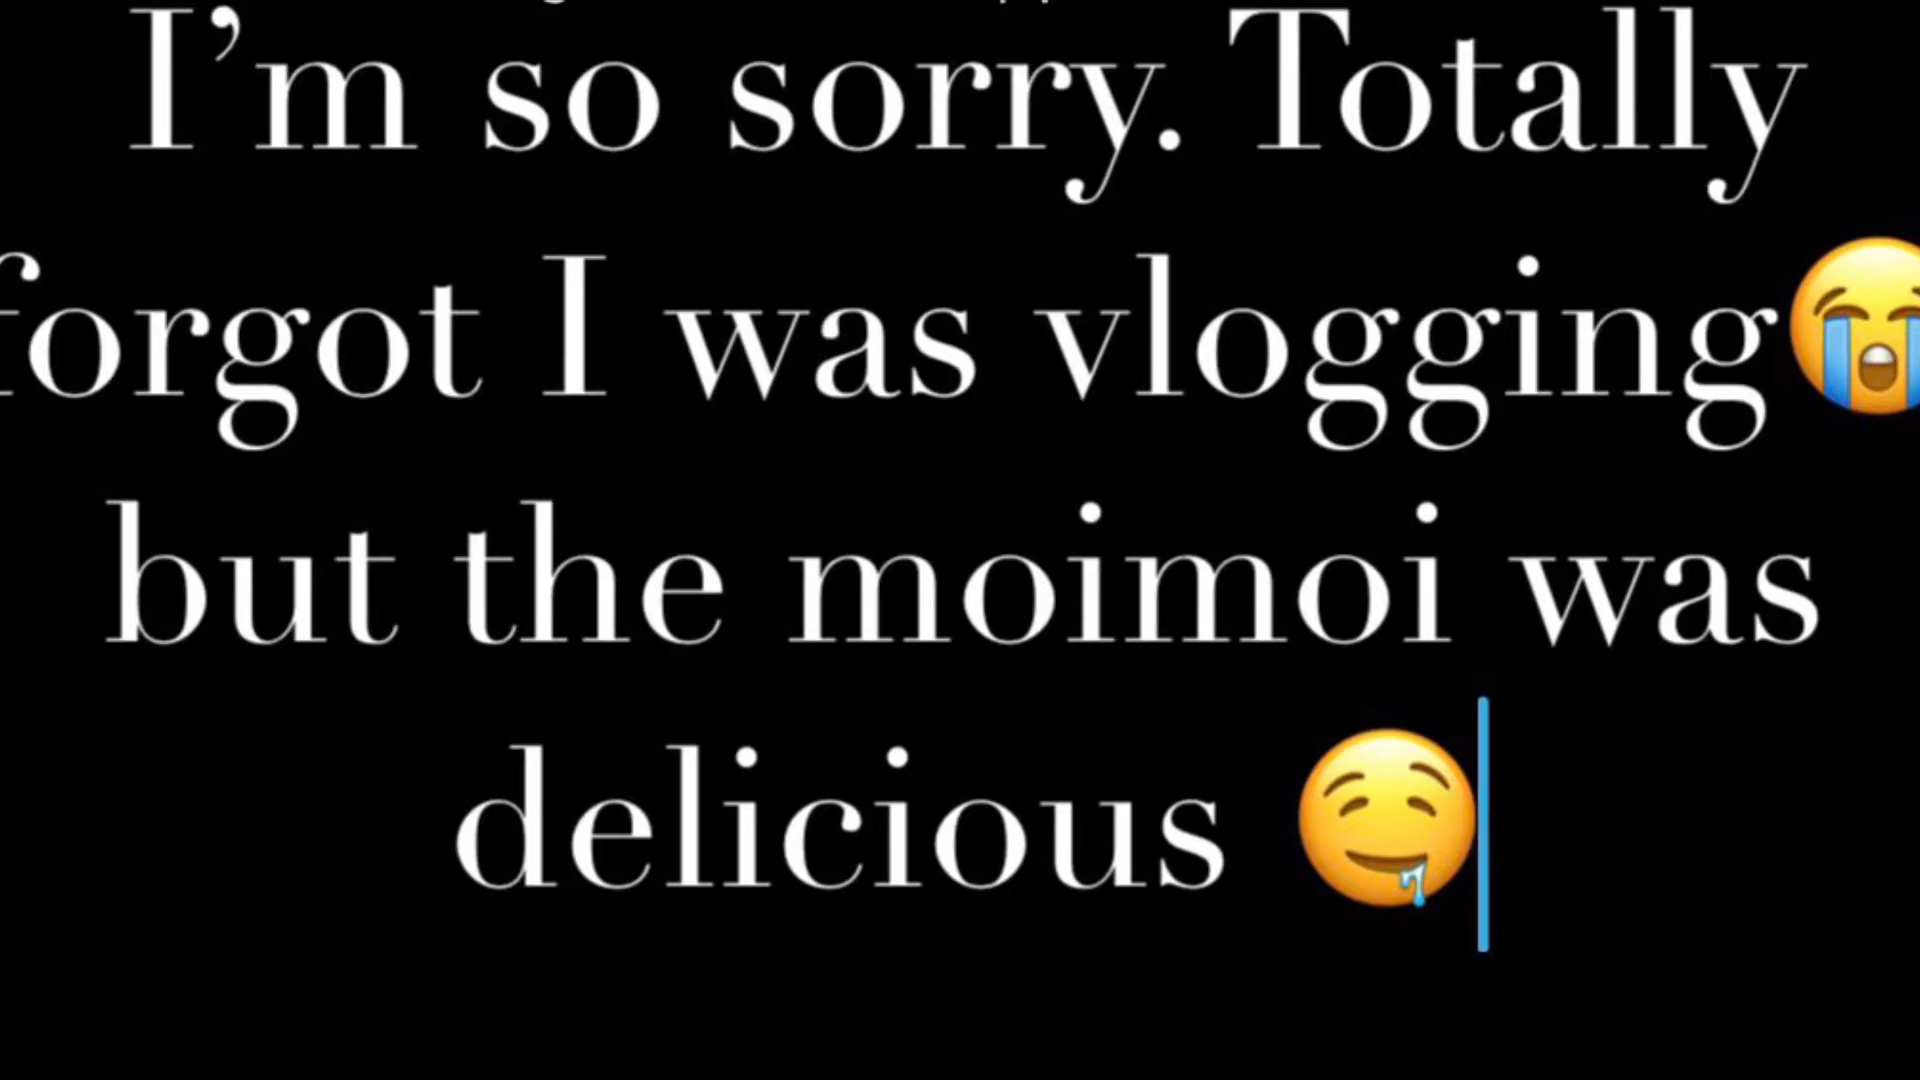 I’m so sorry. Totally
forgot I was vlogging😭
but the moimoi was
delicious 🤤